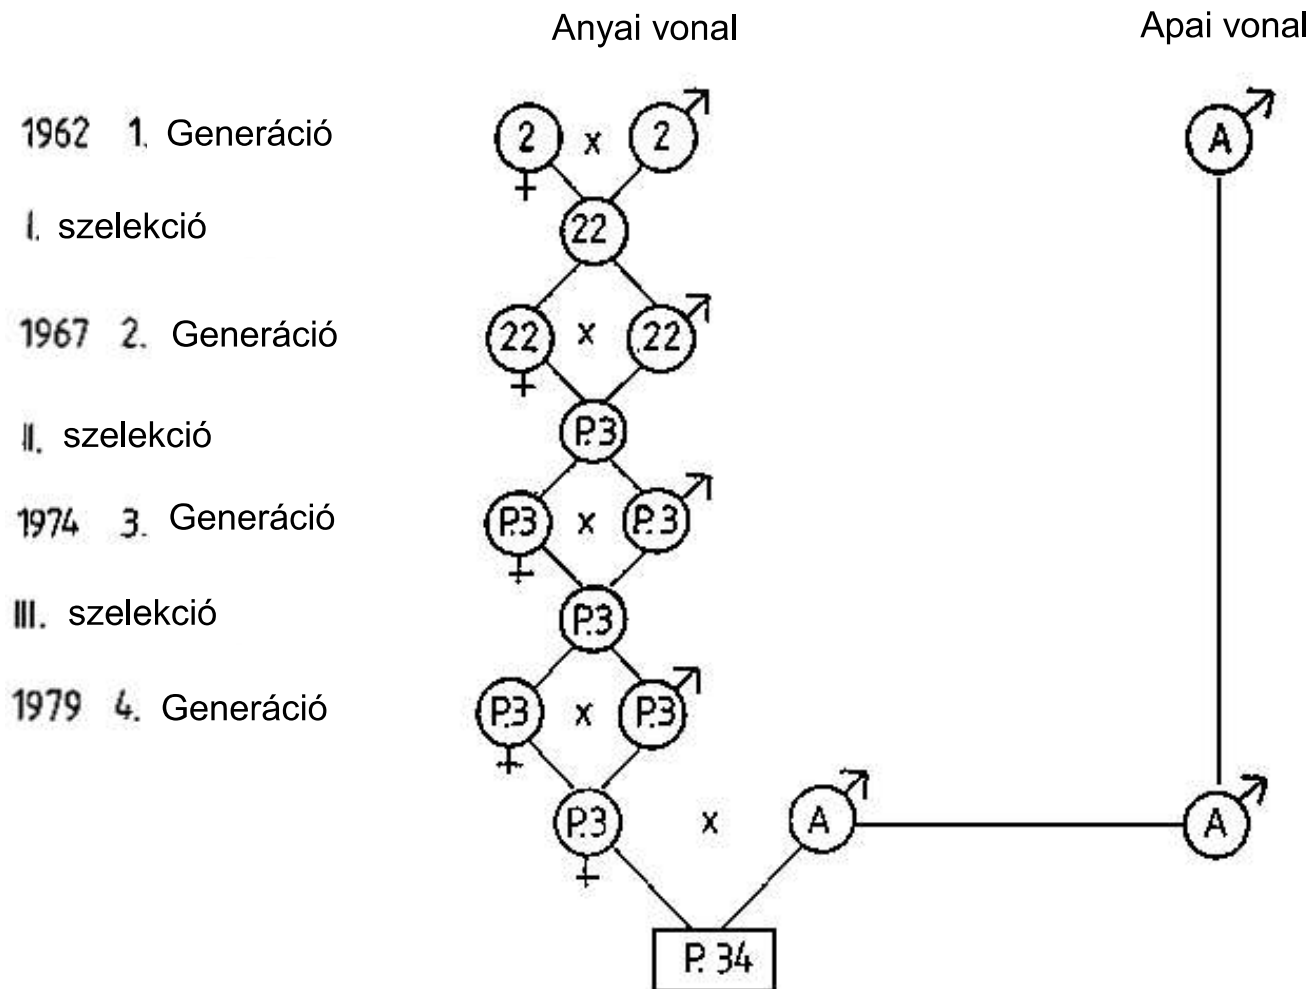 Anyai vonal Apai vonal
1962 1. Generáció 2 x 2 A
I. szelekció 22
1967 2. Generáció 22 x 22
II. szelekció P.3
1974 3. Generáció P.3 x P.3
III. szelekció P.3
1979 4. Generáció P.3 x P.3
P.3 x A A
P. 34